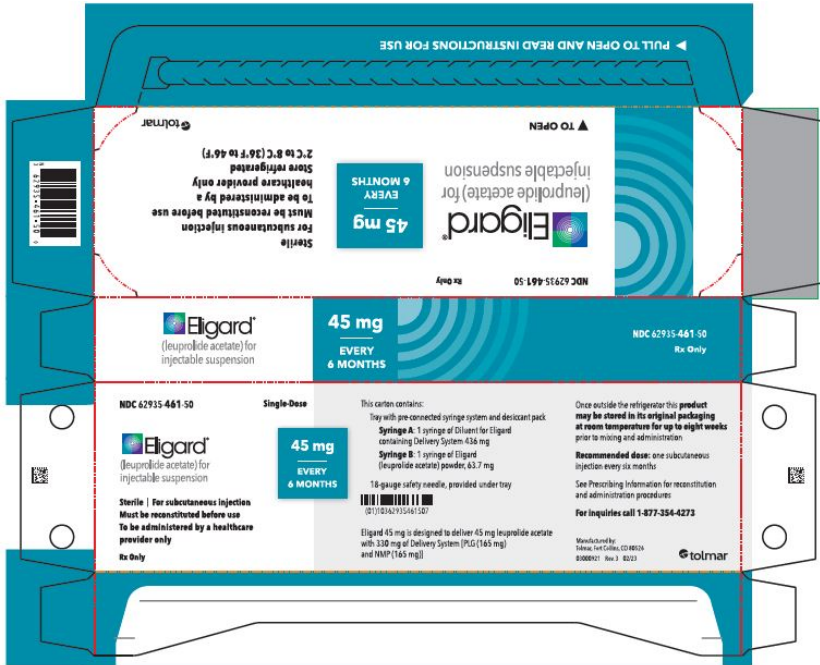 ▶ PULL TO OPEN AND READ INSTRUCTIONS FOR USE
NDC 62935-461-50
Rx Only
Eligard®
(leuprolide acetate) for
injectable suspension
45 mg
EVERY
6 MONTHS
Sterile
For subcutaneous injection
Must be reconstituted before use
To be administered by a
healthcare provider only
Store refrigerated
2°C to 8°C (36°F to 46°F)
▲ TO OPEN
tolmar
3 62935-461-50 0
Eligard®
(leuprolide acetate) for
injectable suspension
45 mg
EVERY
6 MONTHS
NDC 62935-461-50
Rx Only
NDC 62935-461-50
Single-Dose
Eligard®
(leuprolide acetate) for
injectable suspension
45 mg
EVERY
6 MONTHS
Sterile | For subcutaneous injection
Must be reconstituted before use
To be administered by a healthcare
provider only
Rx Only
This carton contains:
Tray with pre-connected syringe system and desiccant pack
Syringe A: 1 syringe of Diluent for Eligard
containing Delivery System 436 mg
Syringe B: 1 syringe of Eligard
(leuprolide acetate) powder, 63.7 mg
18-gauge safety needle, provided under tray
(01)10362935461507
Eligard 45 mg is designed to deliver 45 mg leuprolide acetate
with 330 mg of Delivery System [PLG (165 mg)
and NMP (165 mg)]
Once outside the refrigerator this product
may be stored in its original packaging
at room temperature for up to eight weeks
prior to mixing and administration
Recommended dose: one subcutaneous
injection every six months
See Prescribing Information for reconstitution
and administration procedures
For inquiries call 1-877-354-4273
Manufactured by:
Tolmar, Fort Collins, CO 80526
03000921 Rev. 3 02/23
tolmar